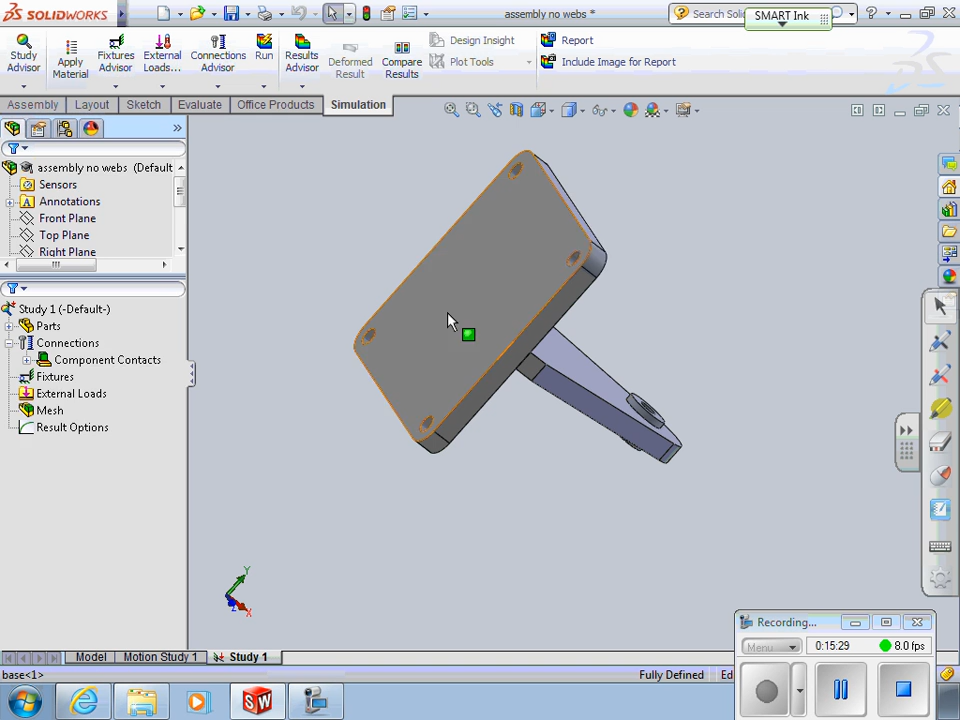 SOLIDWORKS
assembly no webs *
Search Soli
SMART Ink
Study Advisor
Apply Material
Fixtures Advisor
External Loads...
Connections Advisor
Run
Results Advisor
Deformed Result
Compare Results
Design Insight
Plot Tools
Report
Include Image for Report
Assembly
Layout
Sketch
Evaluate
Office Products
Simulation
assembly no webs (Default
Sensors
Annotations
Front Plane
Top Plane
Right Plane
Study 1 (-Default-)
Parts
Connections
Component Contacts
Fixtures
External Loads
Mesh
Result Options
Y
X
Z
Recording...
Menu
0:15:29
8.0 fps
Model
Motion Study 1
Study 1
base<1>
Fully Defined
Ed
SW